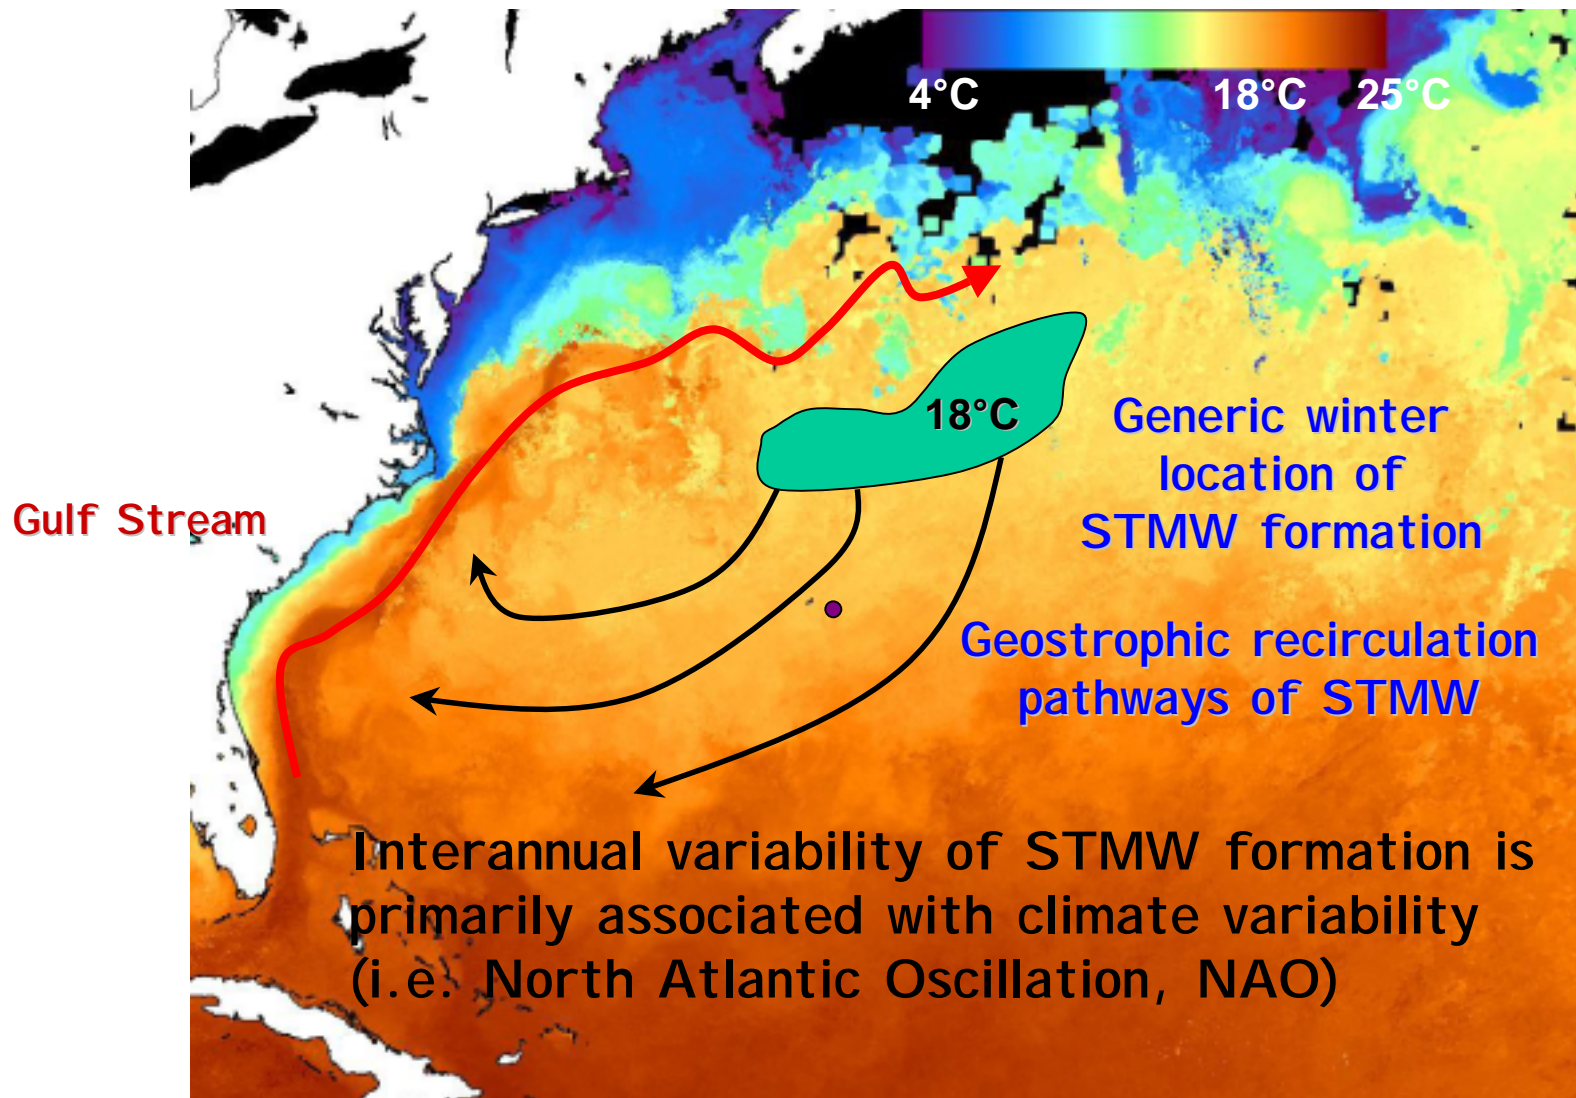 4°C 18°C 25°C
18°C
Generic winter
location of
STMW formation
Gulf Stream
Geostrophic recirculation
pathways of STMW
Interannual variability of STMW formation is
primarily associated with climate variability
(i.e. North Atlantic Oscillation, NAO)